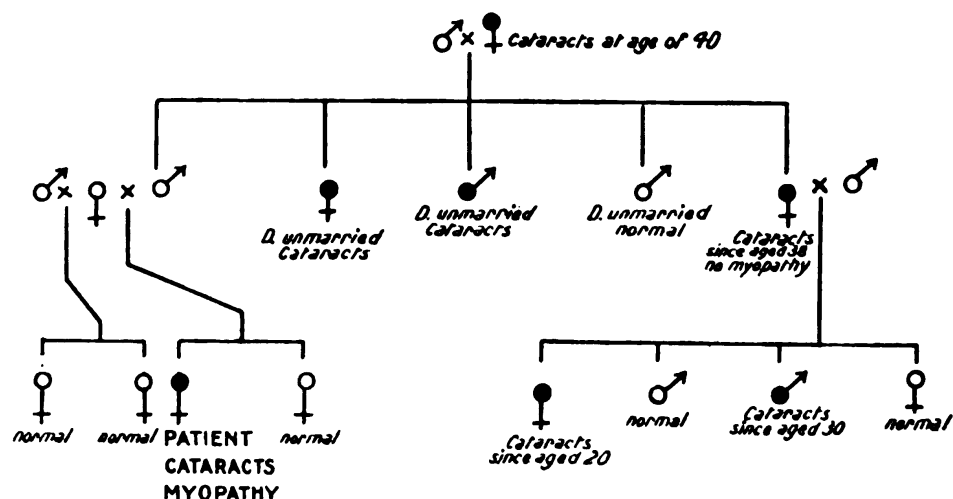 Cataracts at age of 40
D. unmarried
Cataracts
D. unmarried
Cataracts
D. unmarried
normal
Cataracts
since aged 38
no myopathy
normal
normal
PATIENT
CATARACTS
MYOPATHY
normal
Cataracts
since aged 20
normal
Cataracts
since aged 30
normal